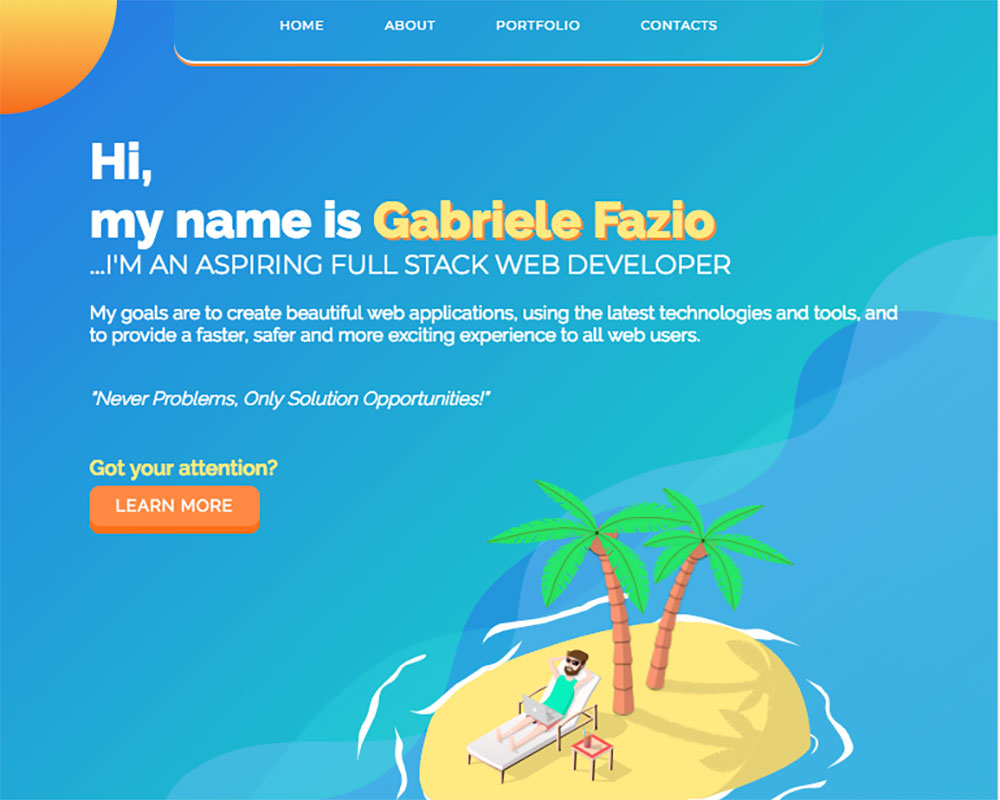 HOME ABOUT PORTFOLIO CONTACTS
Hi,
my name is Gabriele Fazio
...I'M AN ASPIRING FULL STACK WEB DEVELOPER
My goals are to create beautiful web applications, using the latest technologies and tools, and
to provide a faster, safer and more exciting experience to all web users.
"Never Problems, Only Solution Opportunities!"
Got your attention?
LEARN MORE